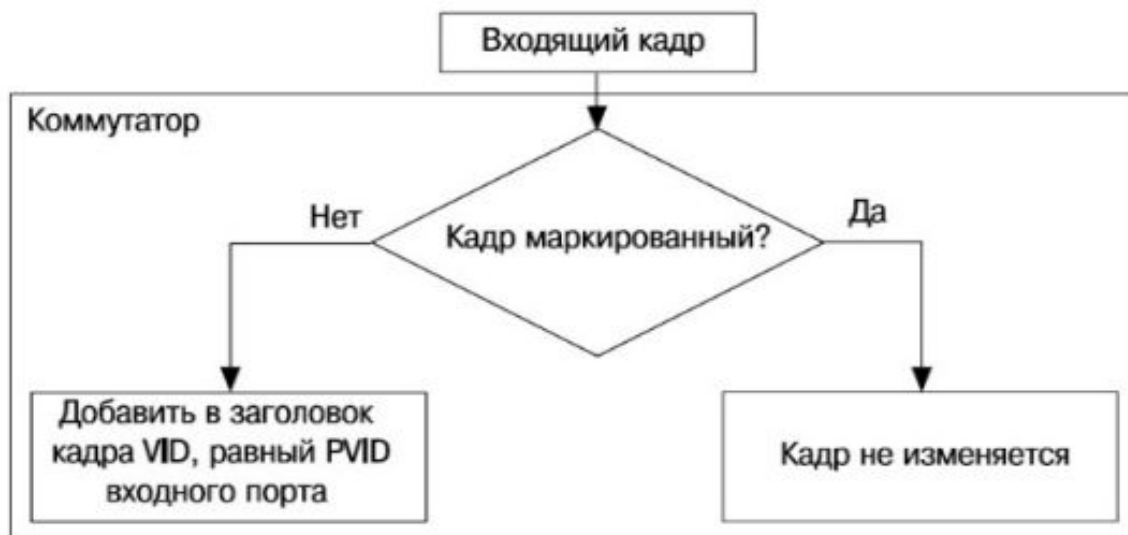 Входящий кадр
Коммутатор
Нет
Да
Кадр маркированный?
Добавить в заголовок
кадра VID, равный PVID
входного порта
Кадр не изменяется